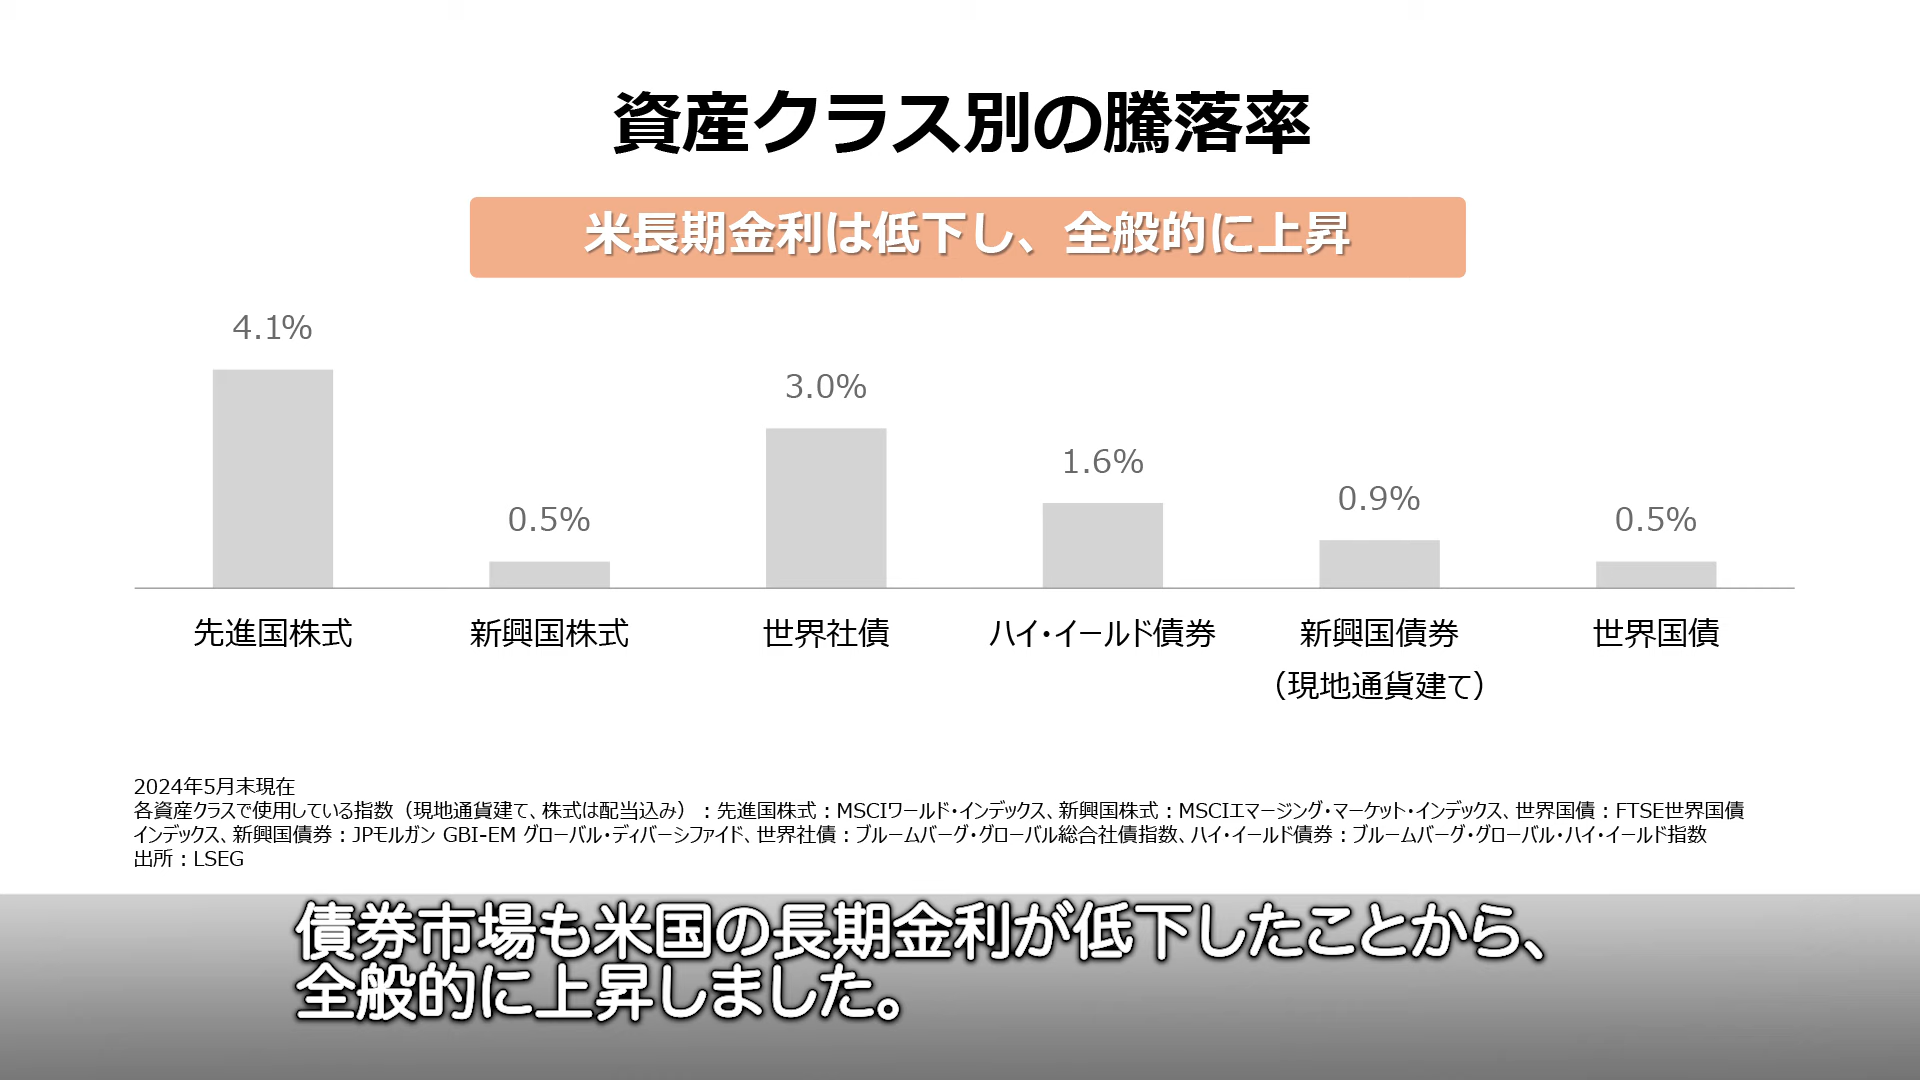 資産クラス別の騰落率
米長期金利は低下し、全般的に上昇
4.1%
0.5%
3.0%
1.6%
0.9%
0.5%
先進国株式
新興国株式
世界社債
ハイ・イールド債券
新興国債券
（現地通貨建て）
世界国債
2024年5月末現在
各資産クラスで使用している指数（現地通貨建て、株式は配当込み）：先進国株式：MSCIワールド・インデックス、新興国株式：MSCIエマージング・マーケット・インデックス、世界国債：FTSE世界国債
インデックス、新興国債券：JPモルガン GBI-EM グローバル・ディバーシファイド、世界社債：ブルームバーグ・グローバル総合社債指数、ハイ・イールド債券：ブルームバーグ・グローバル・ハイ・イールド指数
出所：LSEG
債券市場も米国の長期金利が低下したことから、
全般的に上昇しました。